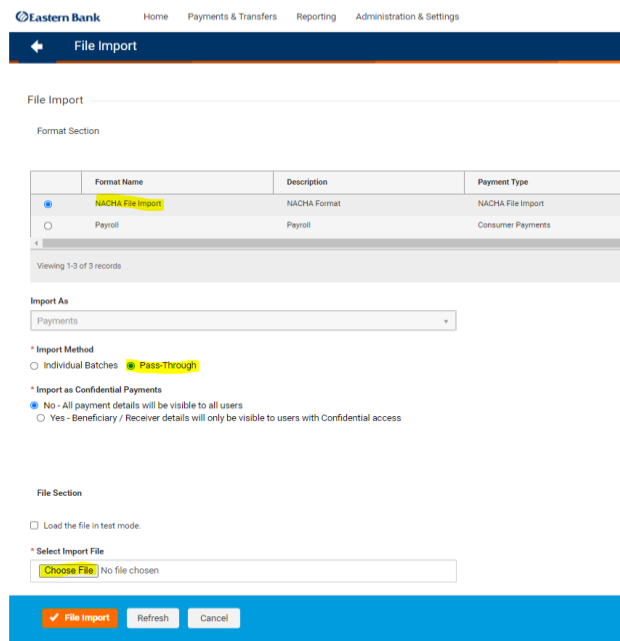 Eastern Bank Home Payments & Transfers Reporting Administration & Settings
File Import
File Import
Format Section
Format Name Description Payment Type
NACHA File Import NACHA Format NACHA File Import
Payroll Payroll Consumer Payments
Viewing 1-3 of 3 records
Import As
Payments
* Import Method
Individual Batches Pass-Through
* Import as Confidential Payments
No - All payment details will be visible to all users
Yes - Beneficiary / Receiver details will only be visible to users with Confidential access
File Section
Load the file in test mode.
* Select Import File
Choose File No file chosen
File Import Refresh Cancel